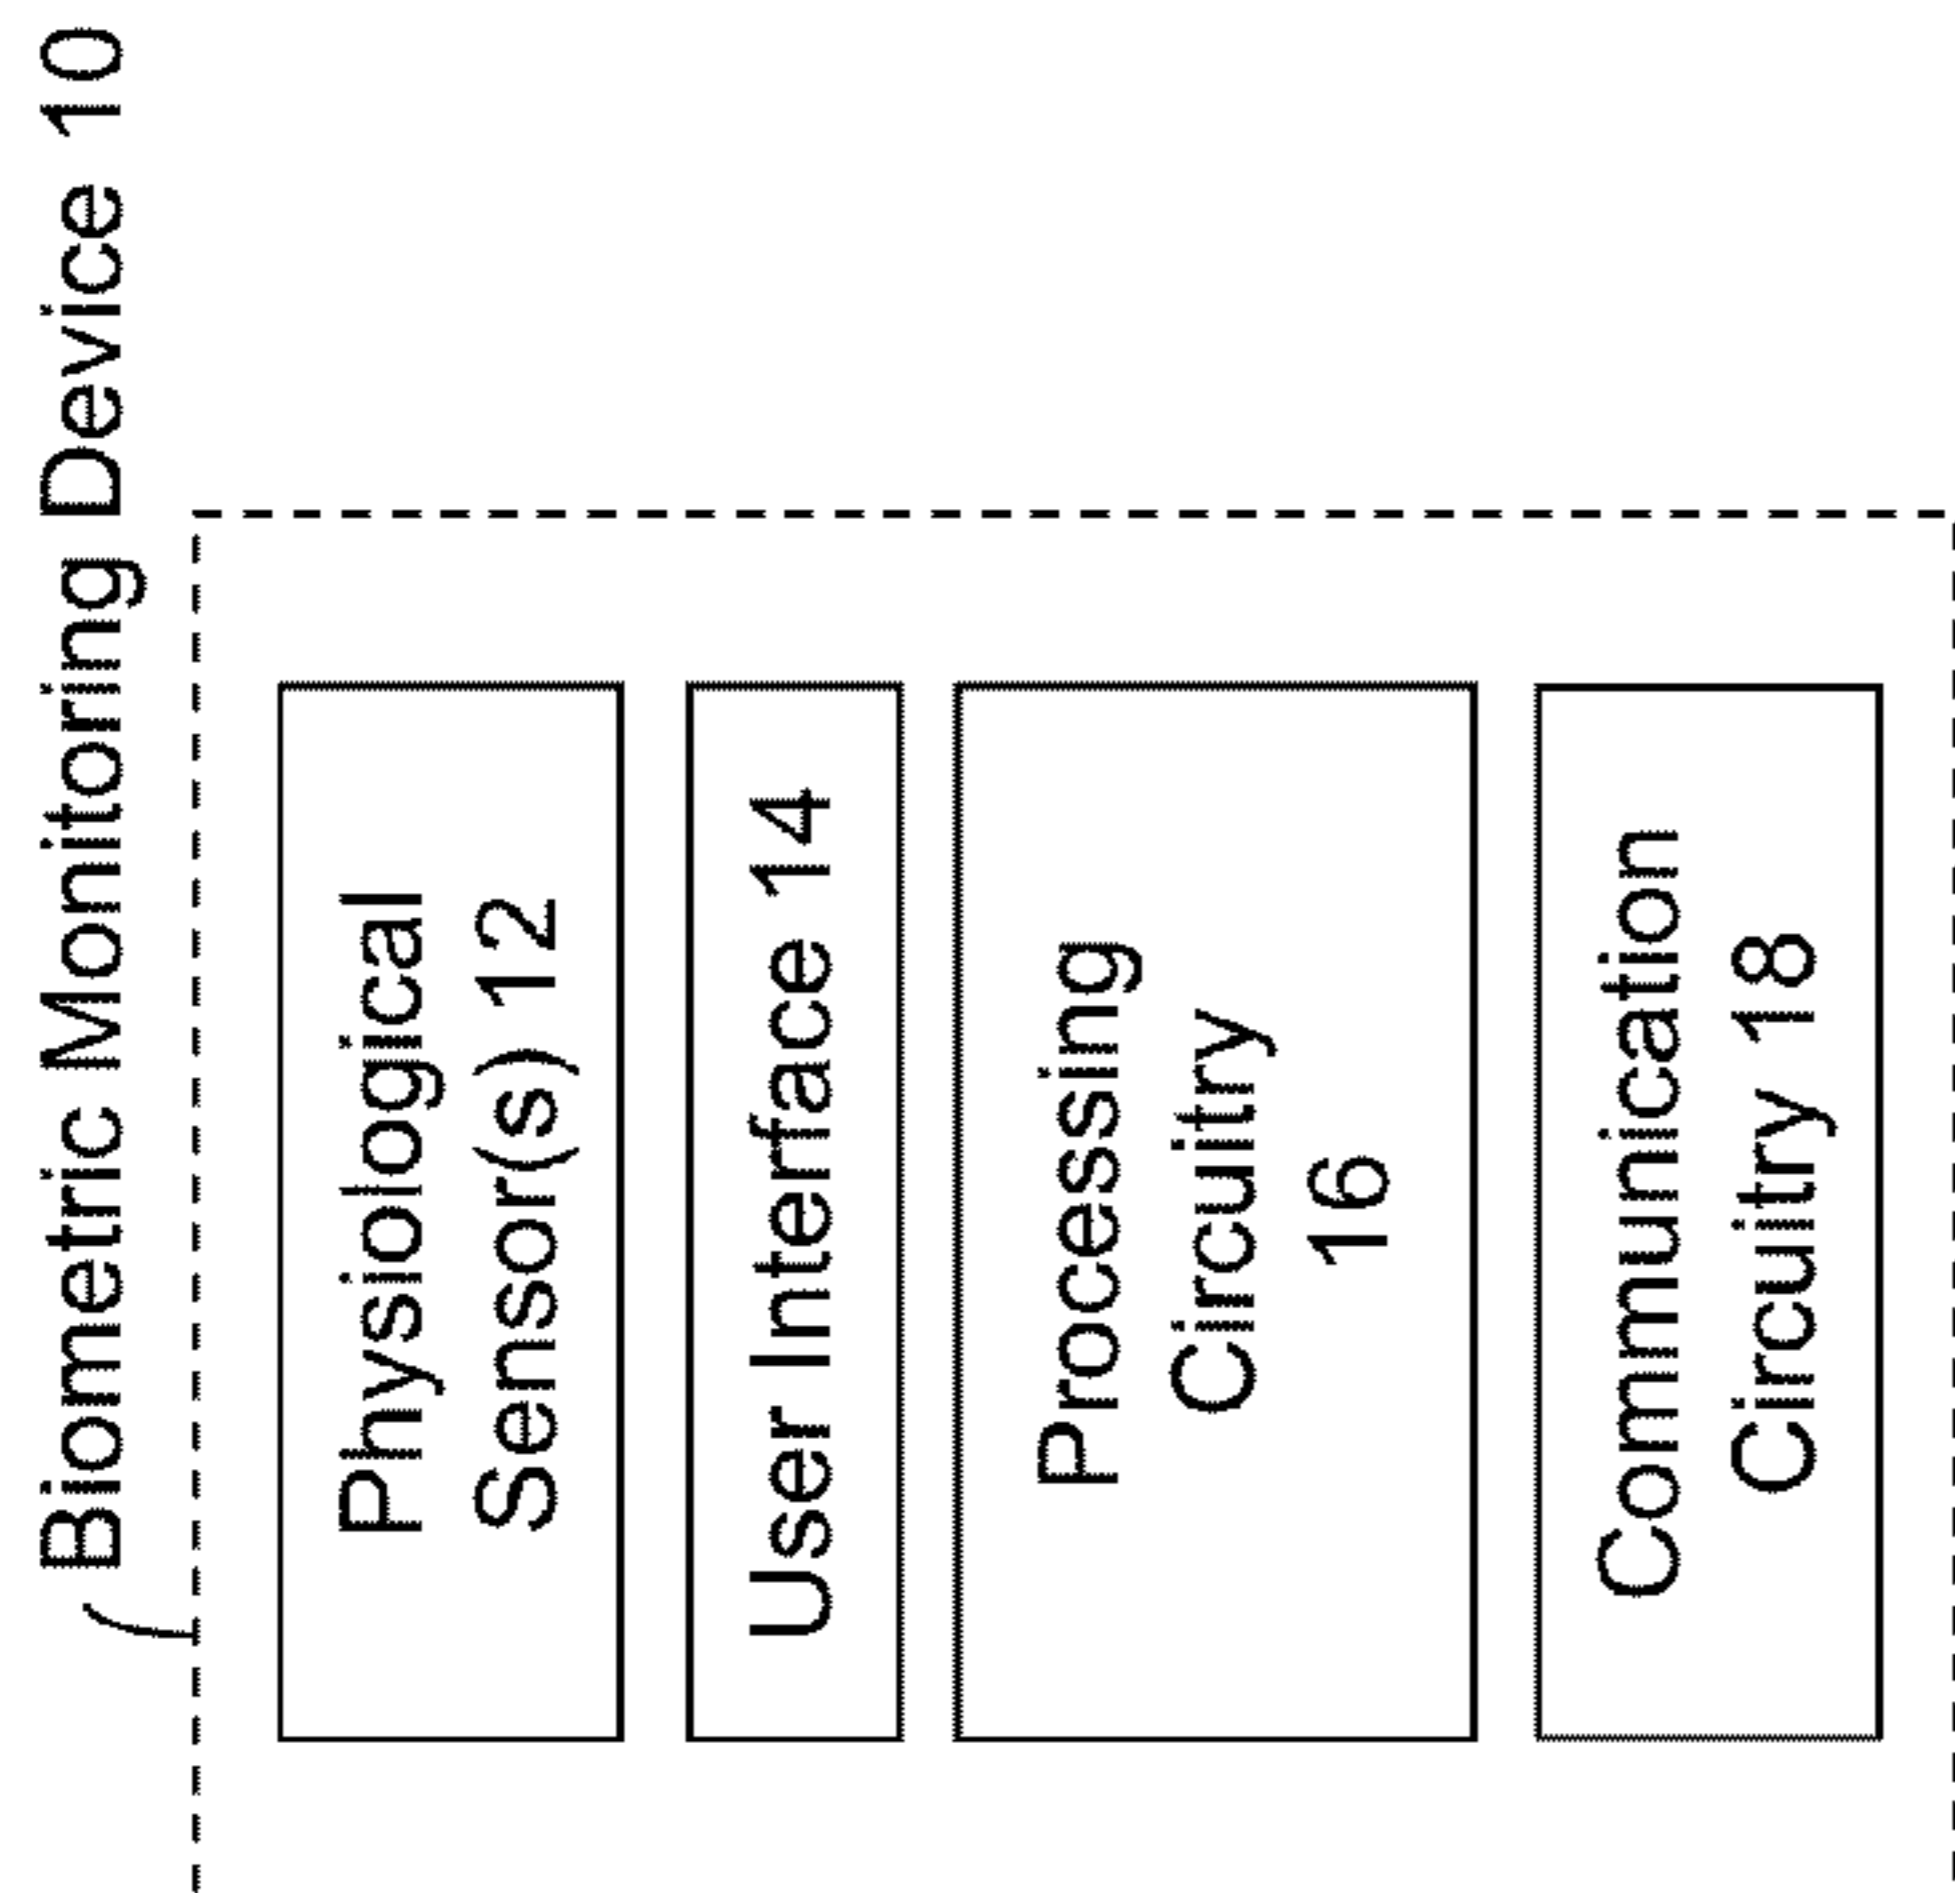 Biometric Monitoring Device 10
Physiological
Sensor(s) 12
User Interface 14
Processing
Circuitry
16
Communication
Circuitry 18